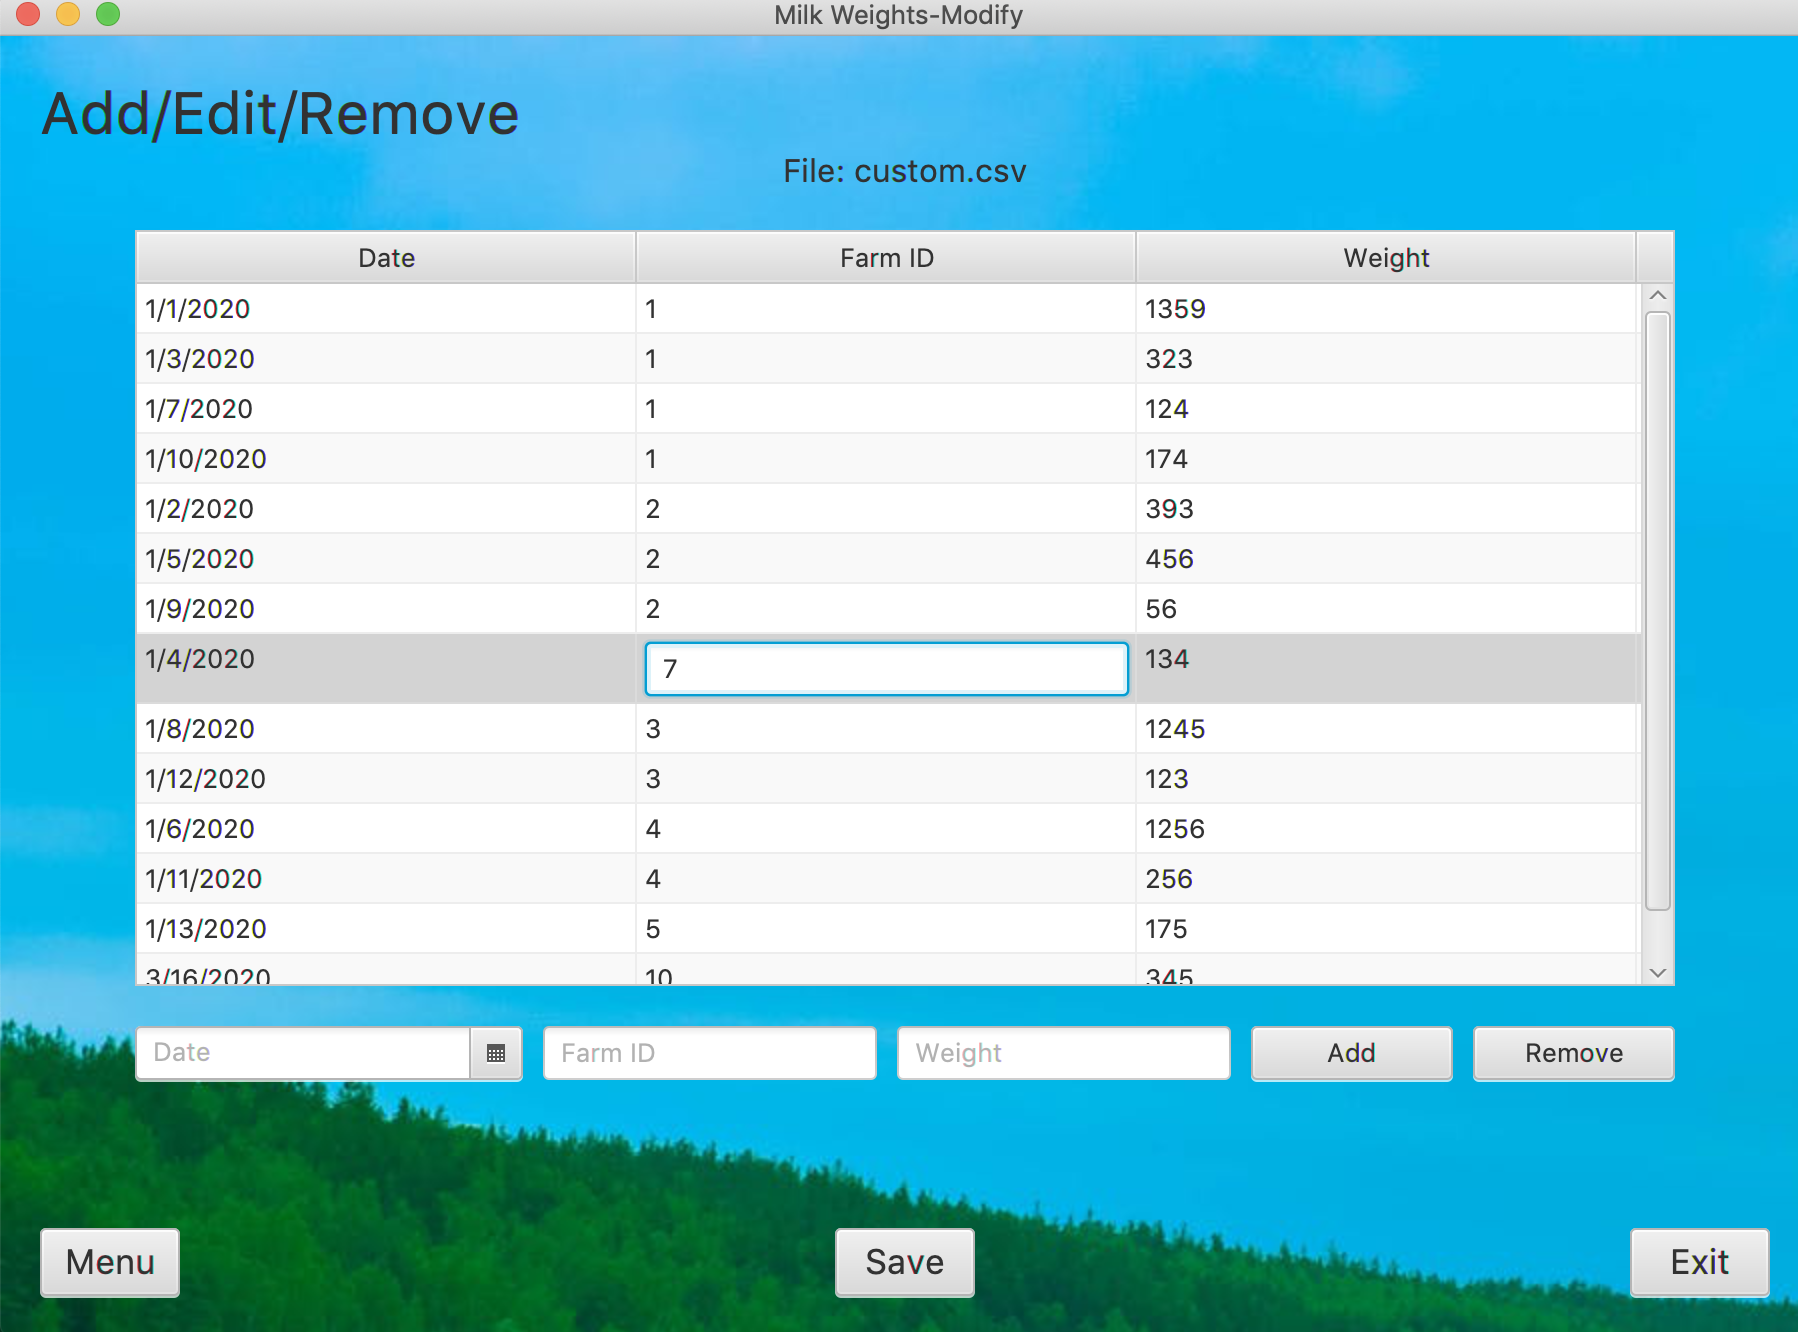 Milk Weights-Modify
Add/Edit/Remove
File: custom.csv
Date Farm ID Weight
1/1/2020 1 1359
1/3/2020 1 323
1/7/2020 1 124
1/10/2020 1 174
1/2/2020 2 393
1/5/2020 2 456
1/9/2020 2 56
1/4/2020 7 134
1/8/2020 3 1245
1/12/2020 3 123
1/6/2020 4 1256
1/11/2020 4 256
1/13/2020 5 175
3/16/2020 10 345
Date Farm ID Weight Add Remove
Menu Save Exit